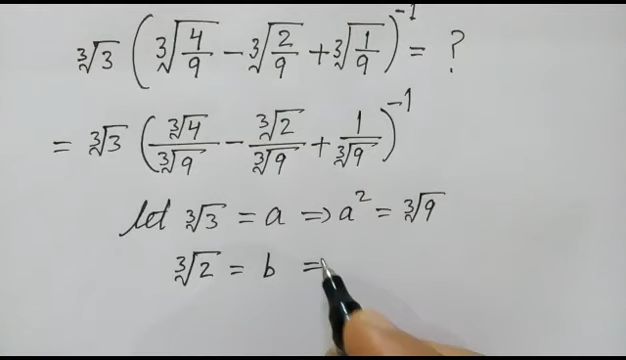 ∛3 (∛(4/9) − ∛(2/9) + ∛(1/9))⁻¹ = ?
= ∛3 (∛4/∛9 − ∛2/∛9 + 1/∛9)⁻¹
let ∛3 = a ⇒ a² = ∛9
∛2 = b =